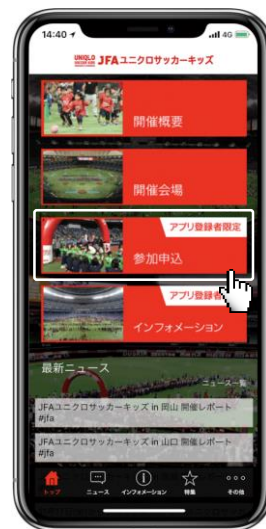 14:40
4G
JFAユニクロサッカーキッズ
開催概要
開催会場
アプリ登録者限定
参加申込
アプリ登録者
インフォメーション
最新ニュース
ニュース一覧
JFAユニクロサッカーキッズ in 岡山 開催レポート
#jfa
JFAユニクロサッカーキッズ in 山口 開催レポート
#jfa
トップ ニュース インフォメーション 特集 その他